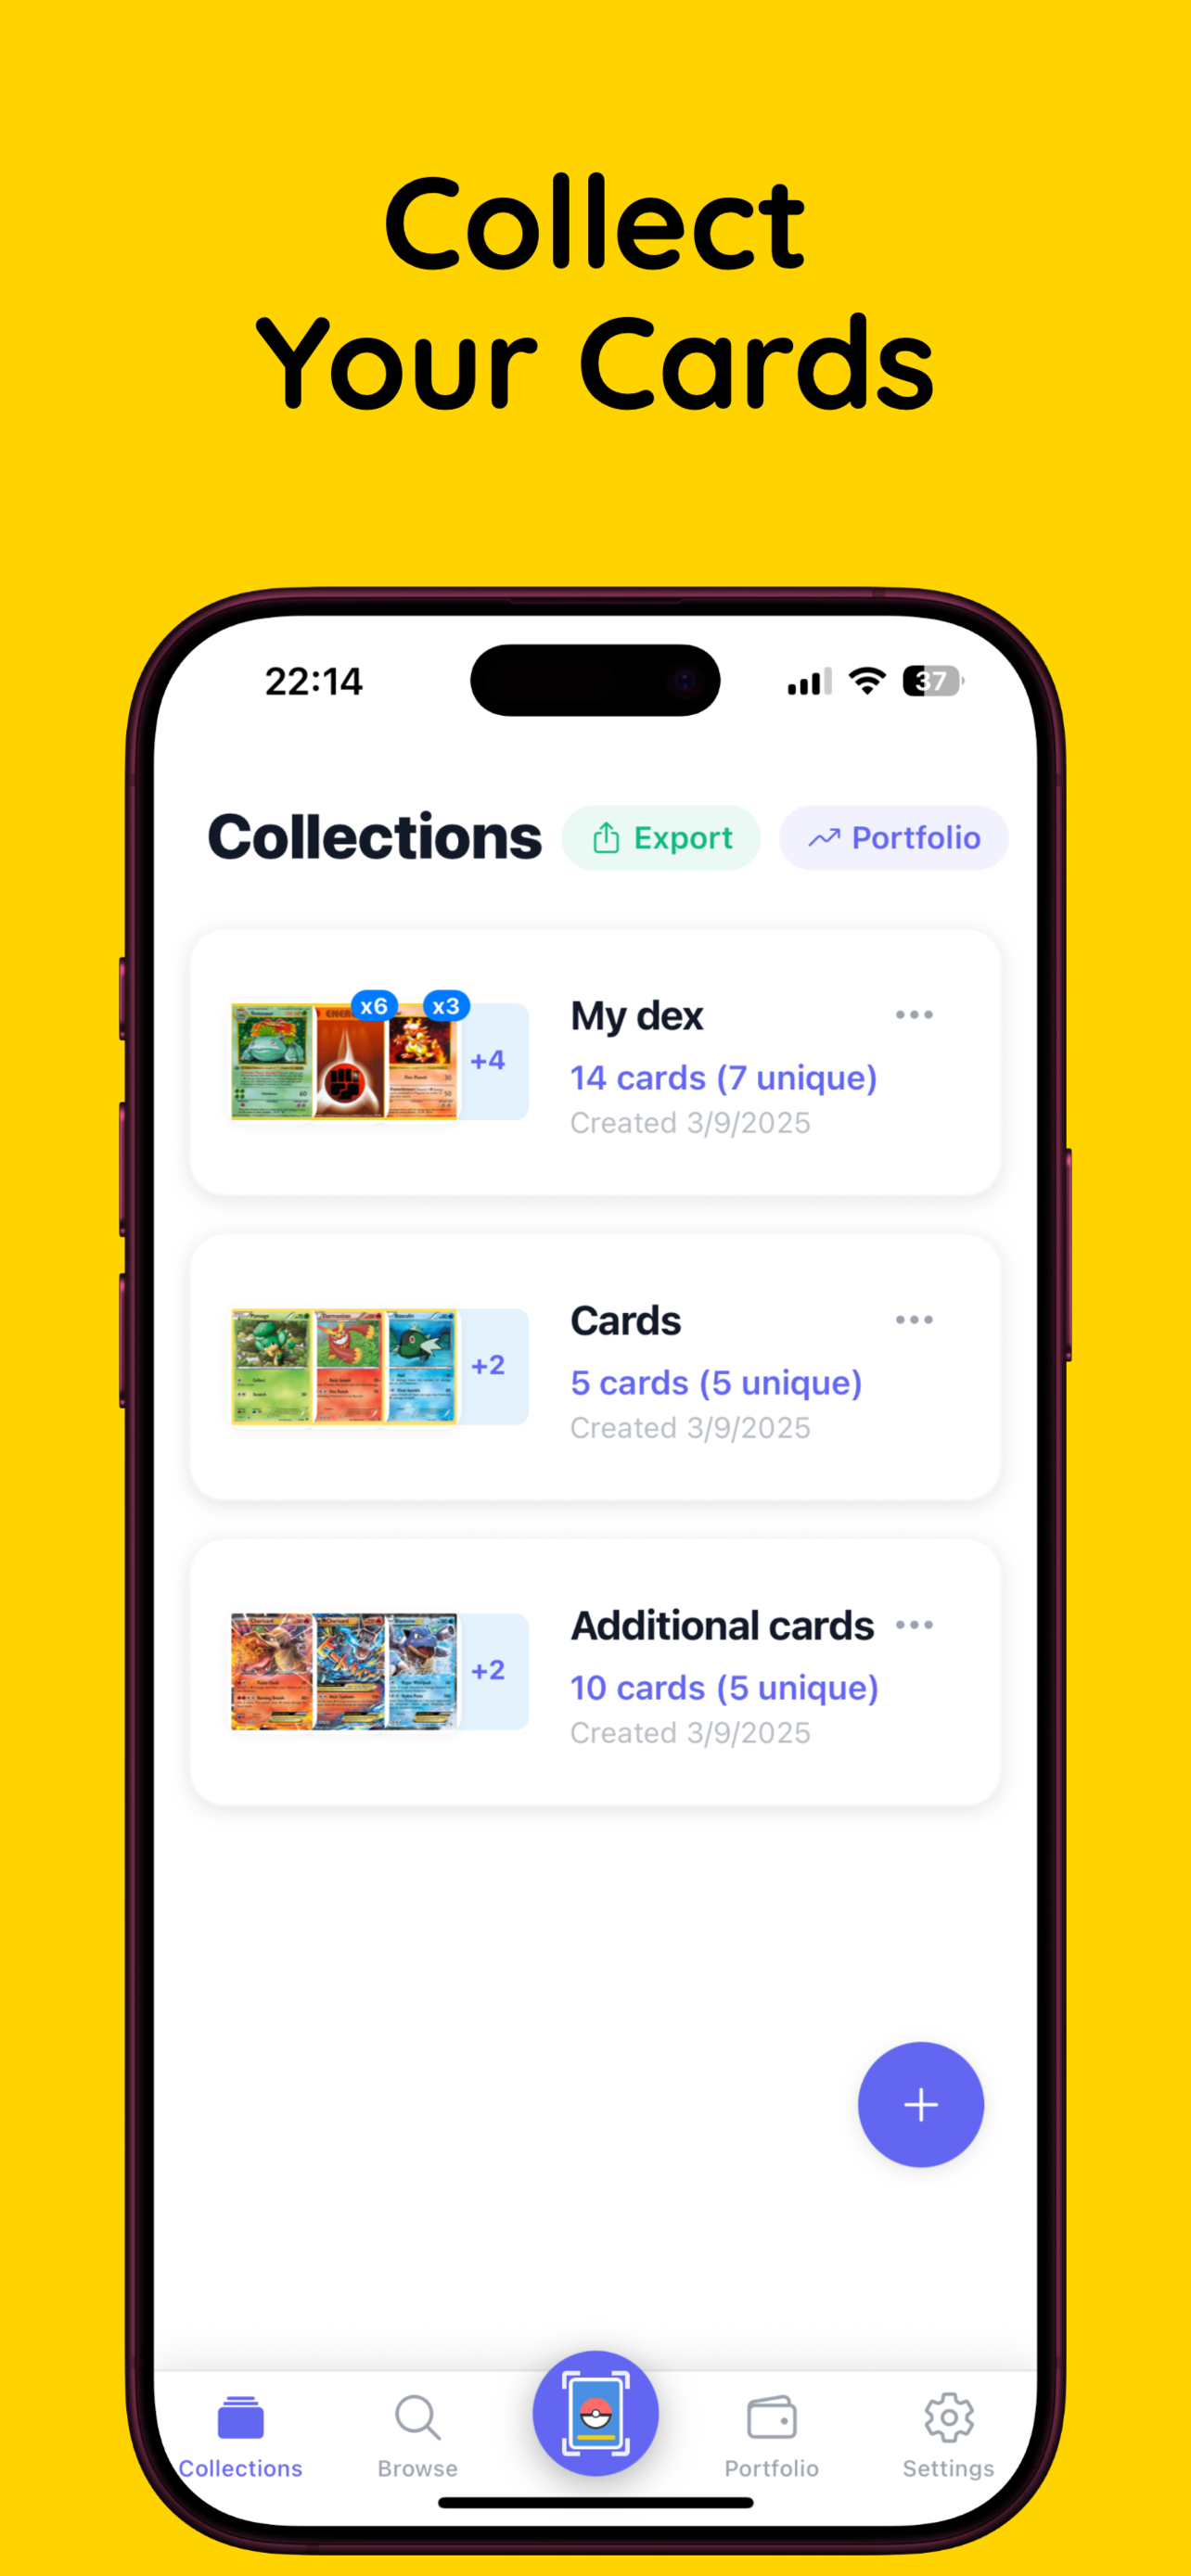 Collect
Your Cards
22:14
37
Collections
Export
Portfolio
x6
x3
+4
My dex
14 cards (7 unique)
Created 3/9/2025
+2
Cards
5 cards (5 unique)
Created 3/9/2025
+2
Additional cards
10 cards (5 unique)
Created 3/9/2025
Collections
Browse
Portfolio
Settings